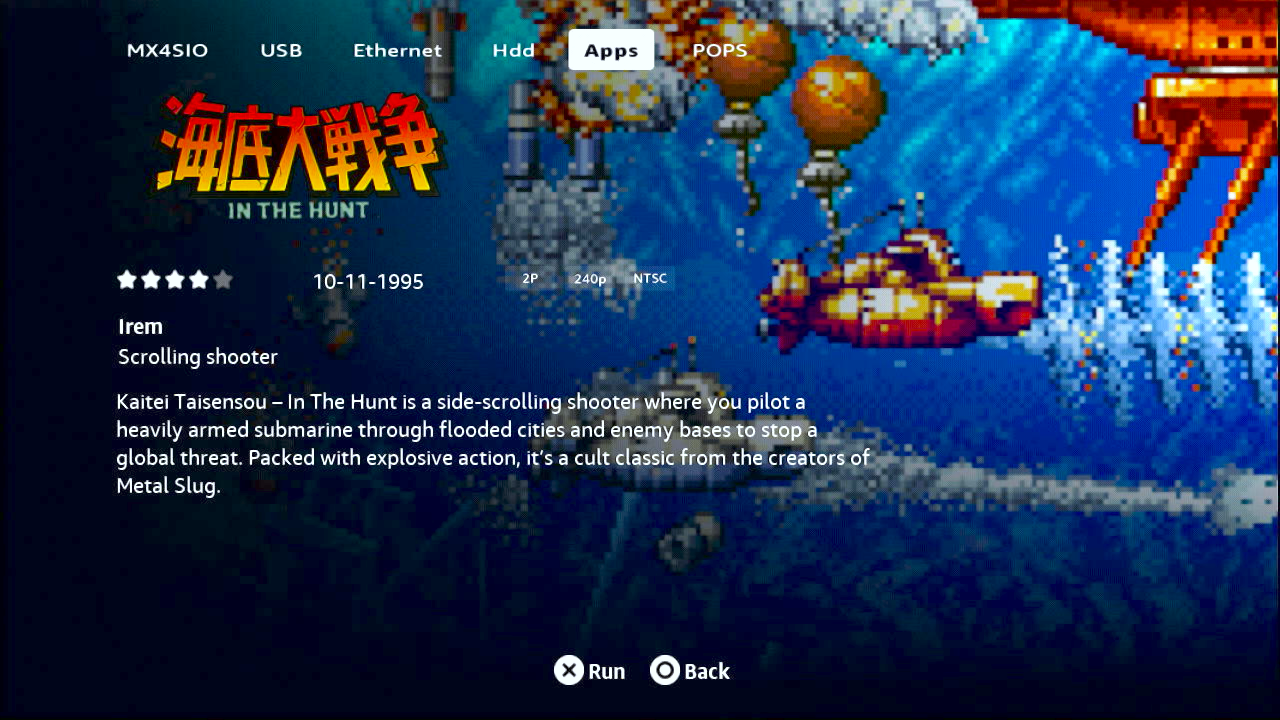 MX4SIO USB Ethernet Hdd Apps POPS
海底大戦争
IN THE HUNT
10-11-1995 2P 240p NTSC
Irem
Scrolling shooter
Kaitei Taisensou – In The Hunt is a side-scrolling shooter where you pilot a
heavily armed submarine through flooded cities and enemy bases to stop a
global threat. Packed with explosive action, it’s a cult classic from the creators of
Metal Slug.
Run Back